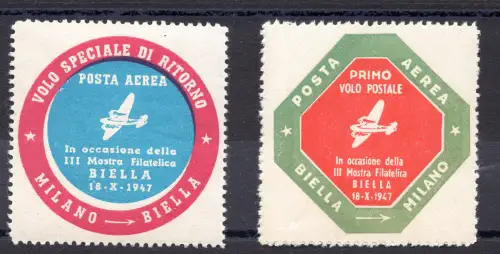 VOLO SPECIALE DI RITORNO
POSTA AEREA
In occasione della
III Mostra Filatelica
BIELLA
18-X-1947
MILANO → BIELLA
POSTA AEREA
PRIMO
VOLO POSTALE
In occasione della
III Mostra Filatelica
BIELLA
18-X-1947
BIELLA → MILANO